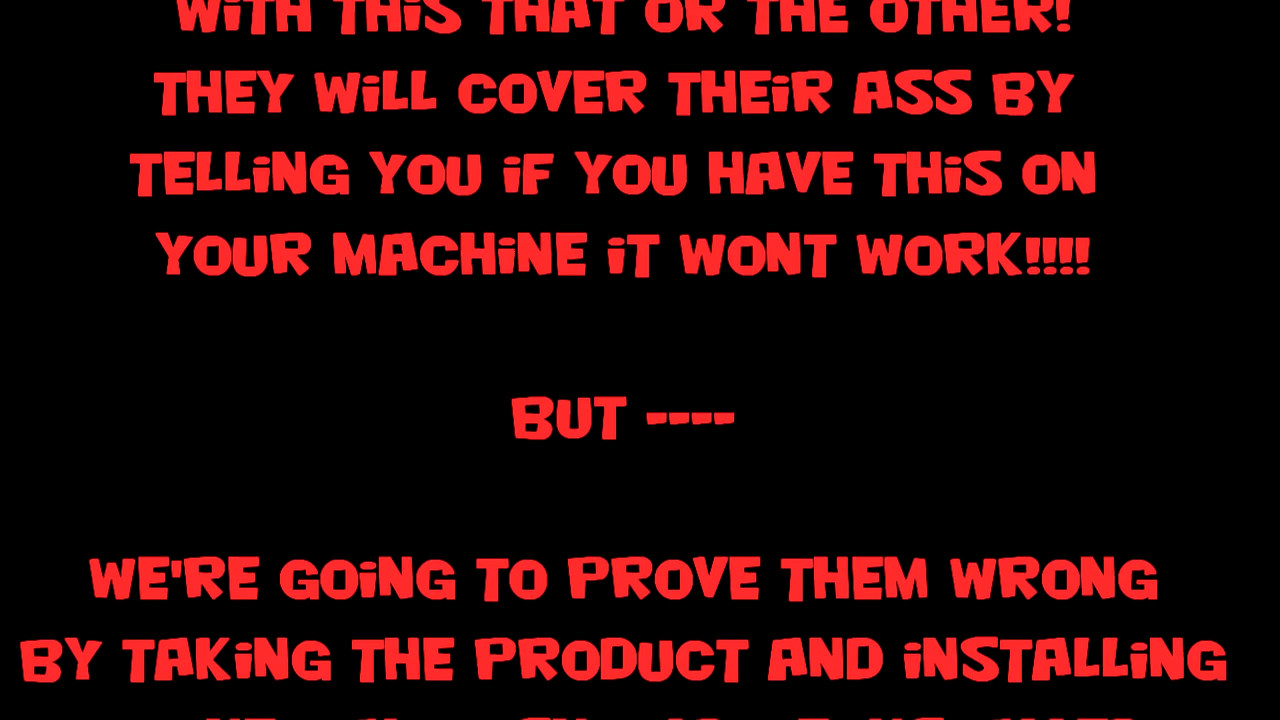 WiTH THiS THAT OR THE OTHER!
THEY WiLL COVER THEiR ASS BY
TELLiNG YOU iF YOU HAVE THiS ON
YOUR MACHiNE iT WONT WORK!!!!
BUT ----
WE'RE GOiNG TO PROVE THEM WRONG
BY TAKiNG THE PRODUCT AND iNSTALLiNG